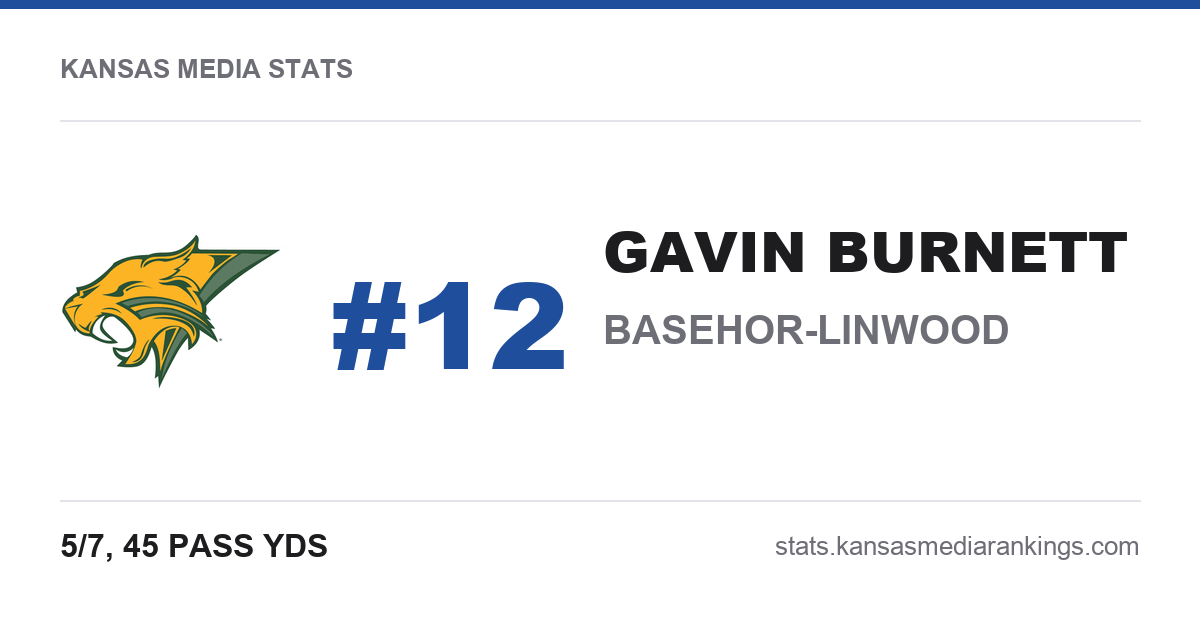 KANSAS MEDIA STATS
#12
GAVIN BURNETT
BASEHOR-LINWOOD
5/7, 45 PASS YDS
stats.kansasmediarankings.com